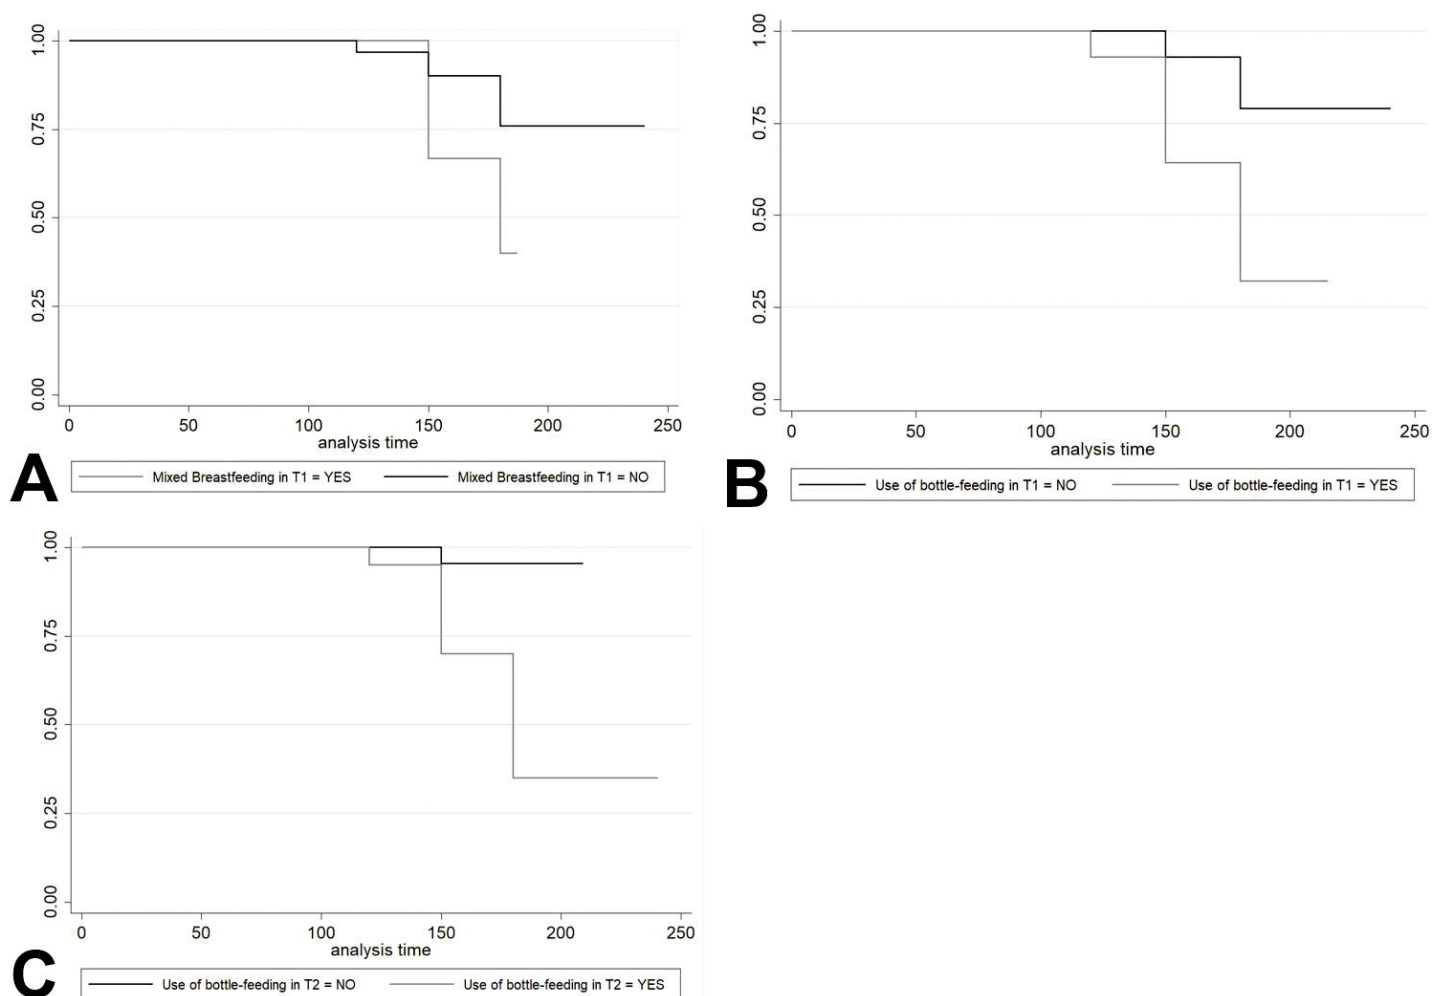 1.00
0.75
0.50
0.25
0.00
0 50 100 150 200 250
analysis time
Mixed Breastfeeding in T1 = YES Mixed Breastfeeding in T1 = NO
A
1.00
0.75
0.50
0.25
0.00
0 50 100 150 200 250
analysis time
Use of bottle-feeding in T1 = NO Use of bottle-feeding in T1 = YES
B
1.00
0.75
0.50
0.25
0.00
0 50 100 150 200 250
analysis time
Use of bottle-feeding in T2 = NO Use of bottle-feeding in T2 = YES
C